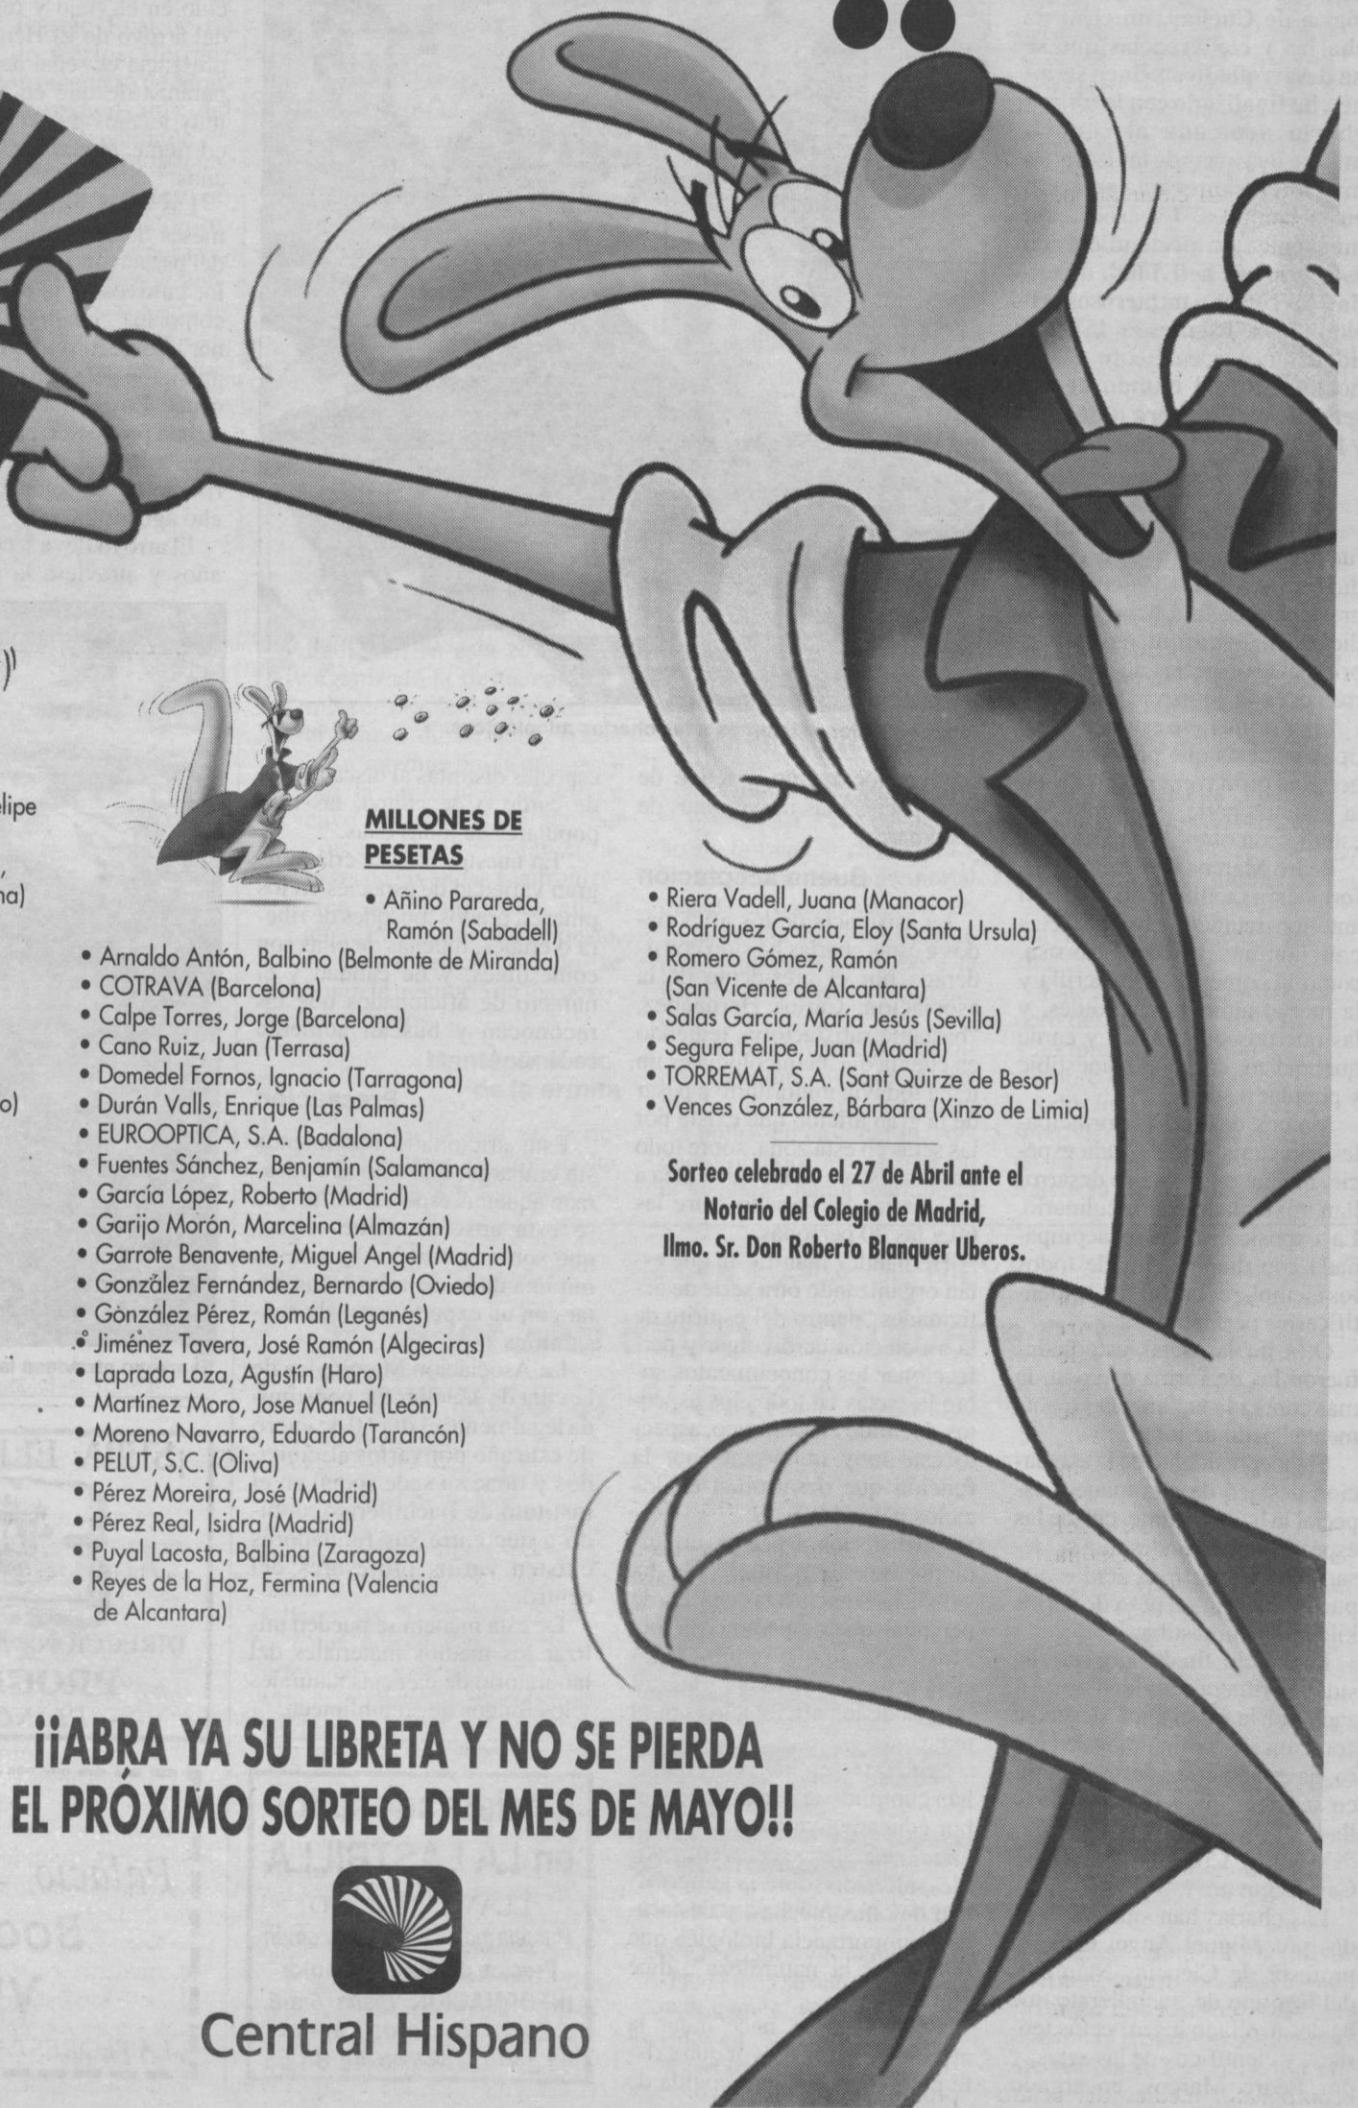 elipe
MILLONES DE
PESETAS
• Añino Parareda,
Ramón (Sabadell)
• Arnaldo Antón, Balbino (Belmonte de Miranda)
• COTRAVA (Barcelona)
• Calpe Torres, Jorge (Barcelona)
• Cano Ruiz, Juan (Terrasa)
• Domedel Fornos, Ignacio (Tarragona)
• Durán Valls, Enrique (Las Palmas)
• EUROOPTICA, S.A. (Badalona)
• Fuentes Sánchez, Benjamín (Salamanca)
• García López, Roberto (Madrid)
• Garijo Morón, Marcelina (Almazán)
• Garrote Benavente, Miguel Angel (Madrid)
• González Fernández, Bernardo (Oviedo)
• González Pérez, Román (Leganés)
• Jiménez Tavera, José Ramón (Algeciras)
• Laprada Loza, Agustín (Haro)
• Martínez Moro, Jose Manuel (León)
• Moreno Navarro, Eduardo (Tarancón)
• PELUT, S.C. (Oliva)
• Pérez Moreira, José (Madrid)
• Pérez Real, Isidra (Madrid)
• Puyal Lacosta, Balbina (Zaragoza)
• Reyes de la Hoz, Fermina (Valencia
de Alcantara)
• Riera Vadell, Juana (Manacor)
• Rodríguez García, Eloy (Santa Ursula)
• Romero Gómez, Ramón
(San Vicente de Alcantara)
• Salas García, María Jesús (Sevilla)
• Segura Felipe, Juan (Madrid)
• TORREMAT, S.A. (Sant Quirze de Besor)
• Vences González, Bárbara (Xinzo de Limia)
Sorteo celebrado el 27 de Abril ante el
Notario del Colegio de Madrid,
Ilmo. Sr. Don Roberto Blanquer Uberos.
¡¡ABRA YA SU LIBRETA Y NO SE PIERDA
EL PRÓXIMO SORTEO DEL MES DE MAYO!!
Central Hispano